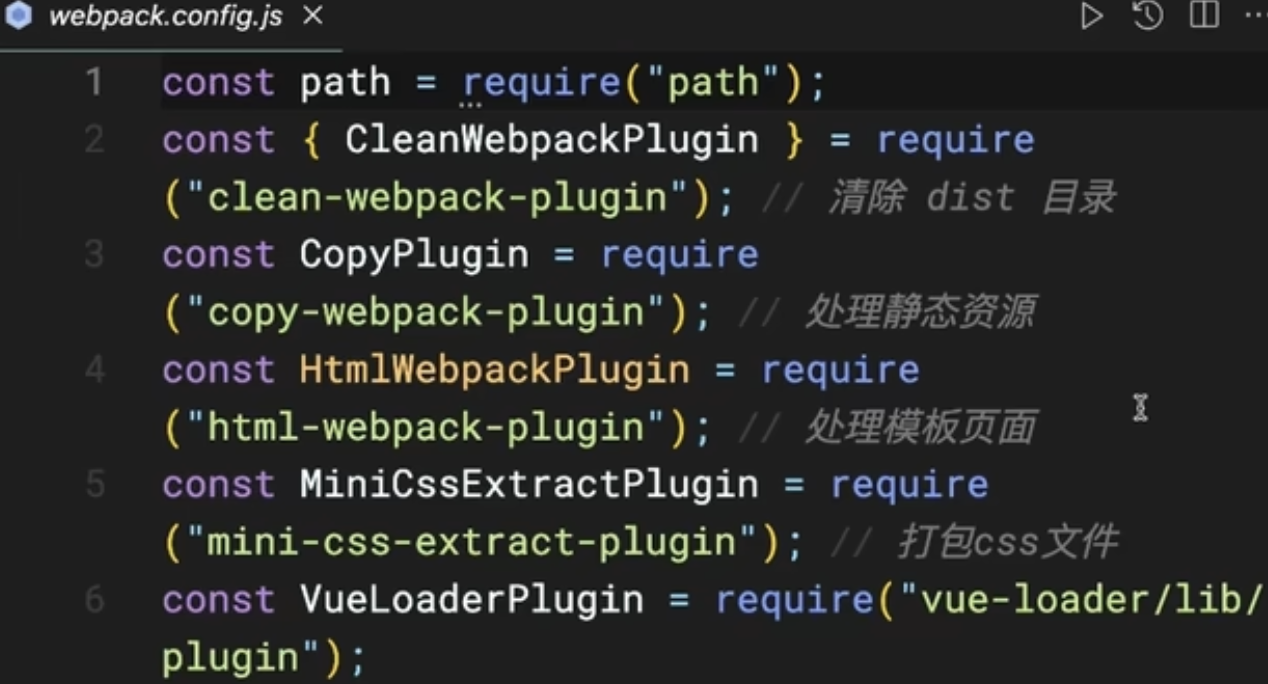 webpack.config.js
1 const path = require("path");
2 const { CleanWebpackPlugin } = require
("clean-webpack-plugin"); // 清除 dist 目录
3 const CopyPlugin = require
("copy-webpack-plugin"); // 处理静态资源
4 const HtmlWebpackPlugin = require
("html-webpack-plugin"); // 处理模板页面
5 const MiniCssExtractPlugin = require
("mini-css-extract-plugin"); // 打包css文件
6 const VueLoaderPlugin = require("vue-loader/lib/
plugin");